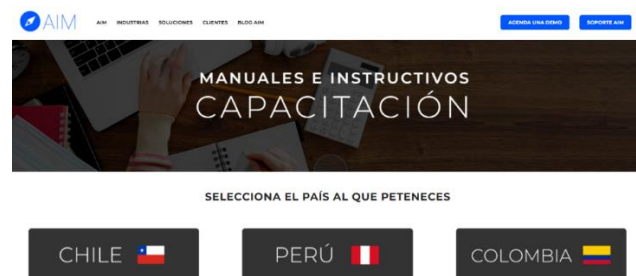 AIM
AIM INDUSTRIAS SOLUCIONES CLIENTES BLOG AIM
AGENDA UNA DEMO
SOPORTE AIM
MANUALES E INSTRUCTIVOS
CAPACITACIÓN
SELECCIONA EL PAÍS AL QUE PETENECES
CHILE
PERÚ
COLOMBIA